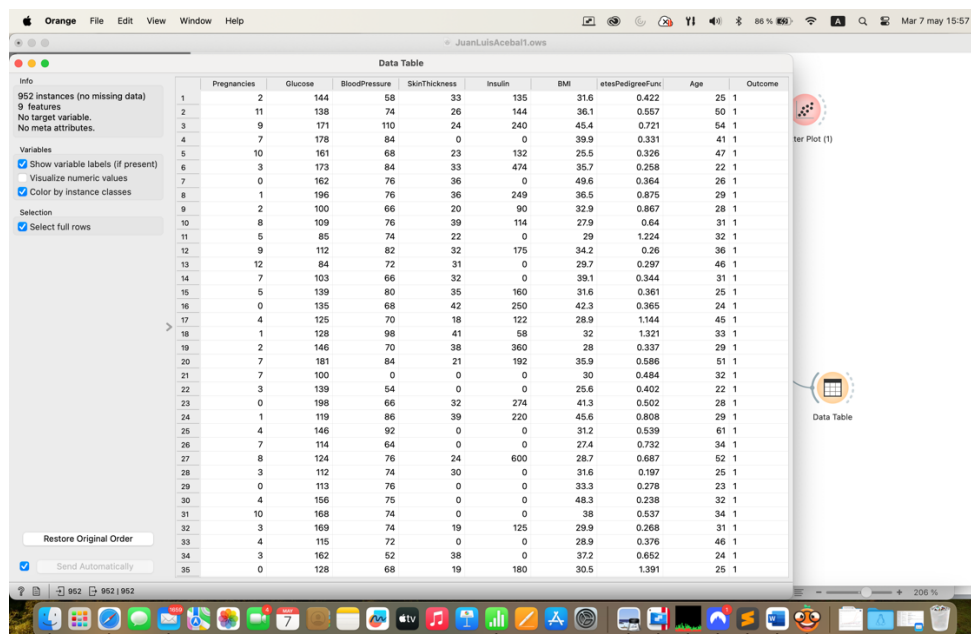 Orange File Edit View Window Help 86 % A Mar 7 may 15:57
JuanLuisAcebal1.ows
Data Table
Info
952 instances (no missing data)
9 features
No target variable.
No meta attributes.
Variables
Show variable labels (if present)
Visualize numeric values
Color by instance classes
Selection
Select full rows
Restore Original Order
Send Automatically
? 952 952 | 952
Pregnancies Glucose BloodPressure SkinThickness Insulin BMI etesPedigreeFunc Age Outcome
1 2 144 58 33 135 31.6 0.422 25 1
2 11 138 74 26 144 36.1 0.557 50 1
3 9 171 110 24 240 45.4 0.721 54 1
4 7 178 84 0 0 39.9 0.331 41 1
5 10 161 68 23 132 25.5 0.326 47 1
6 3 173 84 33 474 35.7 0.258 22 1
7 0 162 76 36 0 49.6 0.364 26 1
8 1 196 76 36 249 36.5 0.875 29 1
9 2 100 66 20 90 32.9 0.867 28 1
10 8 109 76 39 114 27.9 0.64 31 1
11 5 85 74 22 0 29 1.224 32 1
12 9 112 82 32 175 34.2 0.26 36 1
13 12 84 72 31 0 29.7 0.297 46 1
14 7 103 66 32 0 39.1 0.344 31 1
15 5 139 80 35 160 31.6 0.361 25 1
16 0 135 68 42 250 42.3 0.365 24 1
17 4 125 70 18 122 28.9 1.144 45 1
18 1 128 98 41 58 32 1.321 33 1
19 2 146 70 38 360 28 0.337 29 1
20 7 181 84 21 192 35.9 0.586 51 1
21 7 100 0 0 0 30 0.484 32 1
22 3 139 54 0 0 25.6 0.402 22 1
23 0 198 66 32 274 41.3 0.502 28 1
24 1 119 86 39 220 45.6 0.808 29 1
25 4 146 92 0 0 31.2 0.539 61 1
26 7 114 64 0 0 27.4 0.732 34 1
27 8 124 76 24 600 28.7 0.687 52 1
28 3 112 74 30 0 31.6 0.197 25 1
29 0 113 76 0 0 33.3 0.278 23 1
30 4 156 75 0 0 48.3 0.238 32 1
31 10 168 74 0 0 38 0.537 34 1
32 3 169 74 19 125 29.9 0.268 31 1
33 4 115 72 0 0 28.9 0.376 46 1
34 3 162 52 38 0 37.2 0.652 24 1
35 0 128 68 19 180 30.5 1.391 25 1
ter Plot (1)
Data Table
206 %
MAY
7
tv